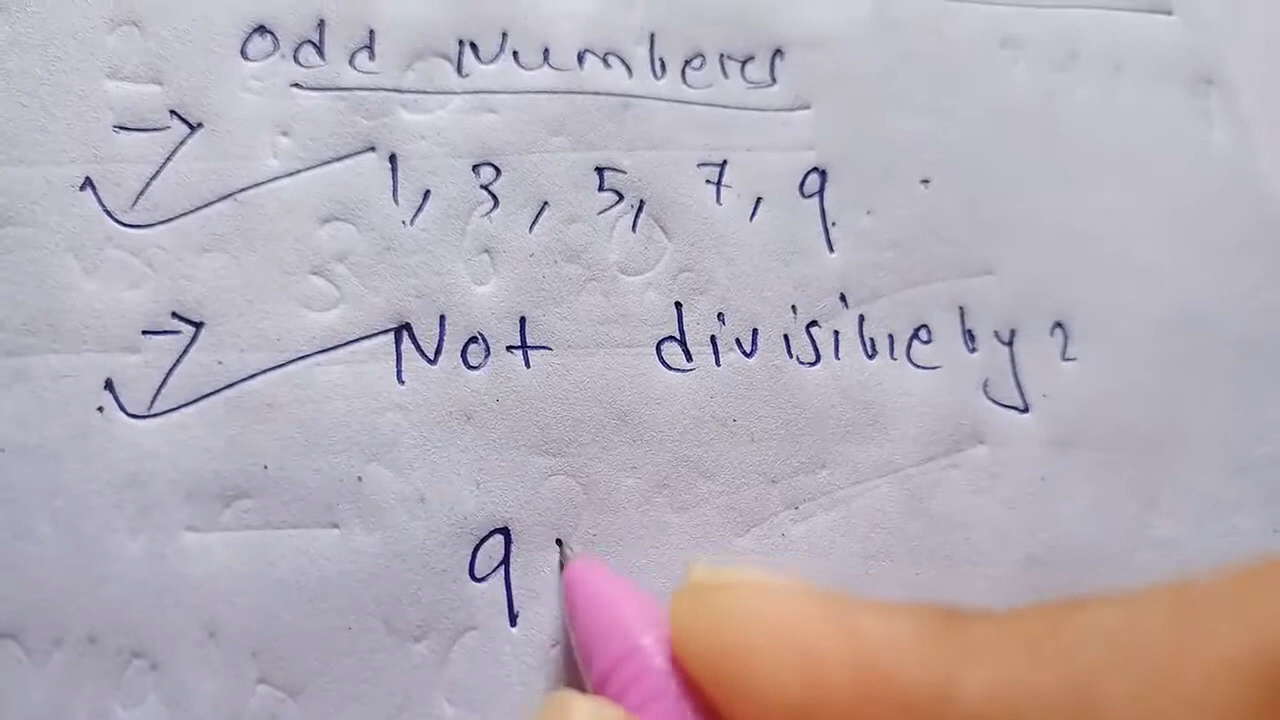 Odd Numbers
→ 1, 3, 5, 7, 9
→ Not divisible by 2
9